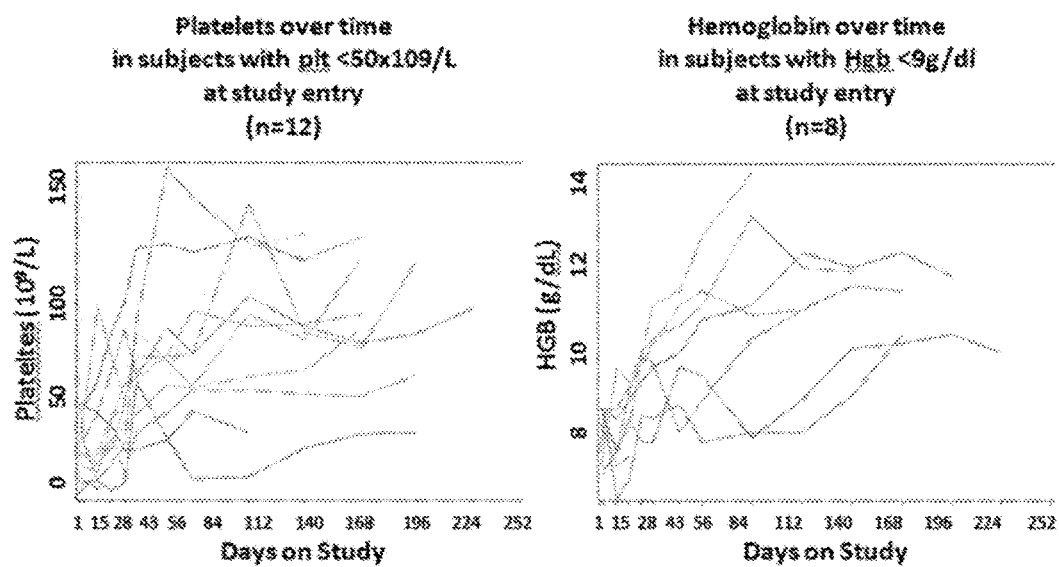 Platelets over time
in subjects with plt <50x109/L
at study entry
(n=12)
150
100
50
0
Plateltes (10⁹/L)
1 15 28 43 56 84 112 140 168 196 224 252
Days on Study
Hemoglobin over time
in subjects with Hgb <9g/dl
at study entry
(n=8)
14
12
10
8
HGB (g/dL)
1 15 28 43 56 84 112 140 168 196 224 252
Days on Study